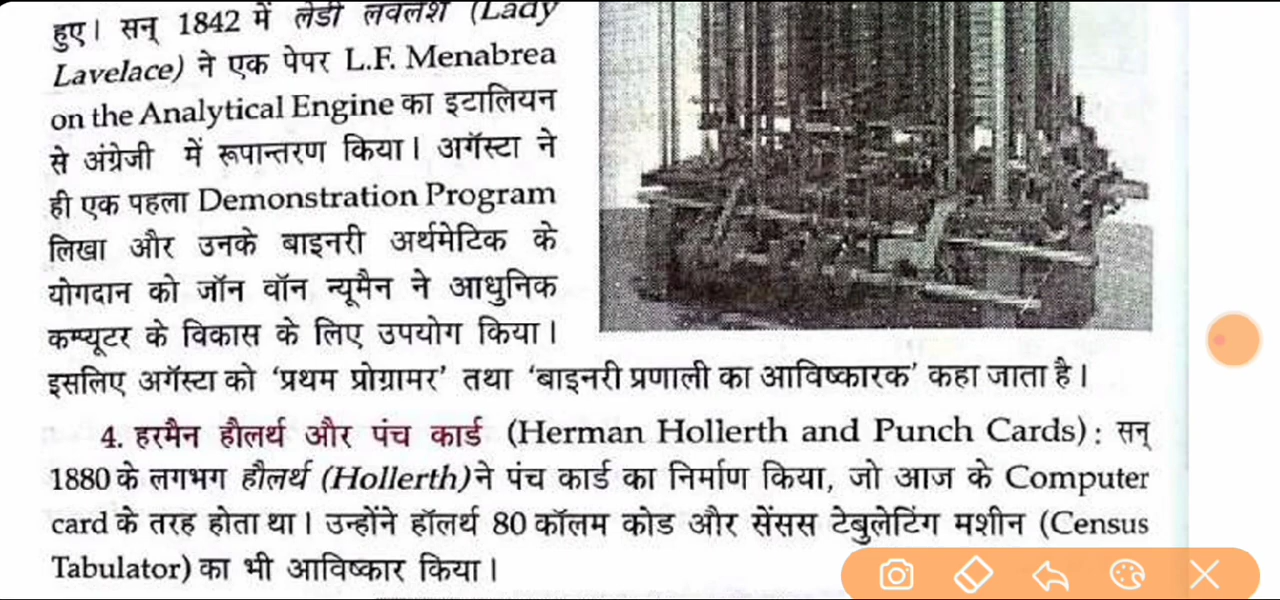 हुए। सन् 1842 में लेडी लवलेश (Lady
Lavelace) ने एक पेपर L.F. Menabrea
on the Analytical Engine का इटालियन
से अंग्रेजी में रूपान्तरण किया। अगॅस्टा ने
ही एक पहला Demonstration Program
लिखा और उनके बाइनरी अर्थमेटिक के
योगदान को जॉन वॉन न्यूमैन ने आधुनिक
कम्प्यूटर के विकास के लिए उपयोग किया।
इसलिए अगॅस्टा को ‘प्रथम प्रोग्रामर’ तथा ‘बाइनरी प्रणाली का आविष्कारक’ कहा जाता है।
4. हरमैन हौलर्थ और पंच कार्ड (Herman Hollerth and Punch Cards) : सन्
1880 के लगभग हौलर्थ (Hollerth) ने पंच कार्ड का निर्माण किया, जो आज के Computer
card के तरह होता था। उन्होंने हॉलर्थ 80 कॉलम कोड और सेंसस टेबुलेटिंग मशीन (Census
Tabulator) का भी आविष्कार किया।